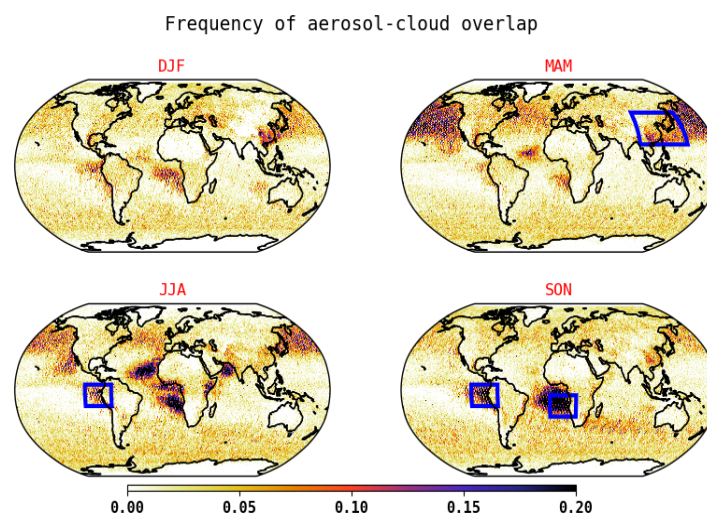 Frequency of aerosol-cloud overlap
DJF
MAM
JJA
SON
0.00
0.05
0.10
0.15
0.20